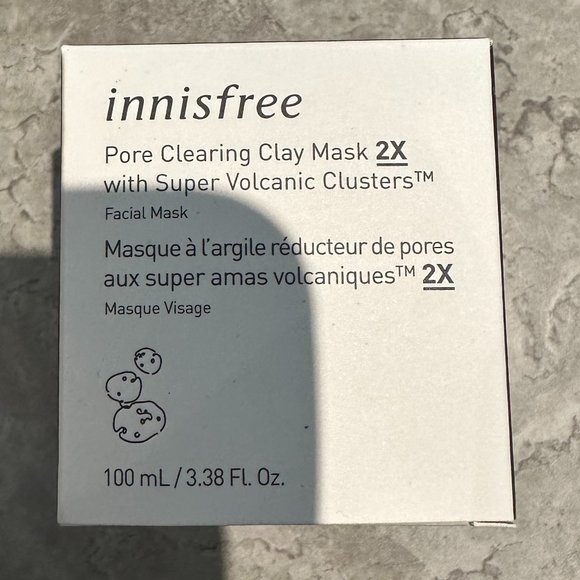 innisfree
Pore Clearing Clay Mask 2X
with Super Volcanic Clusters™
Facial Mask
Masque à l'argile réducteur de pores
aux super amas volcaniques™ 2X
Masque Visage
100 mL / 3.38 Fl. Oz.